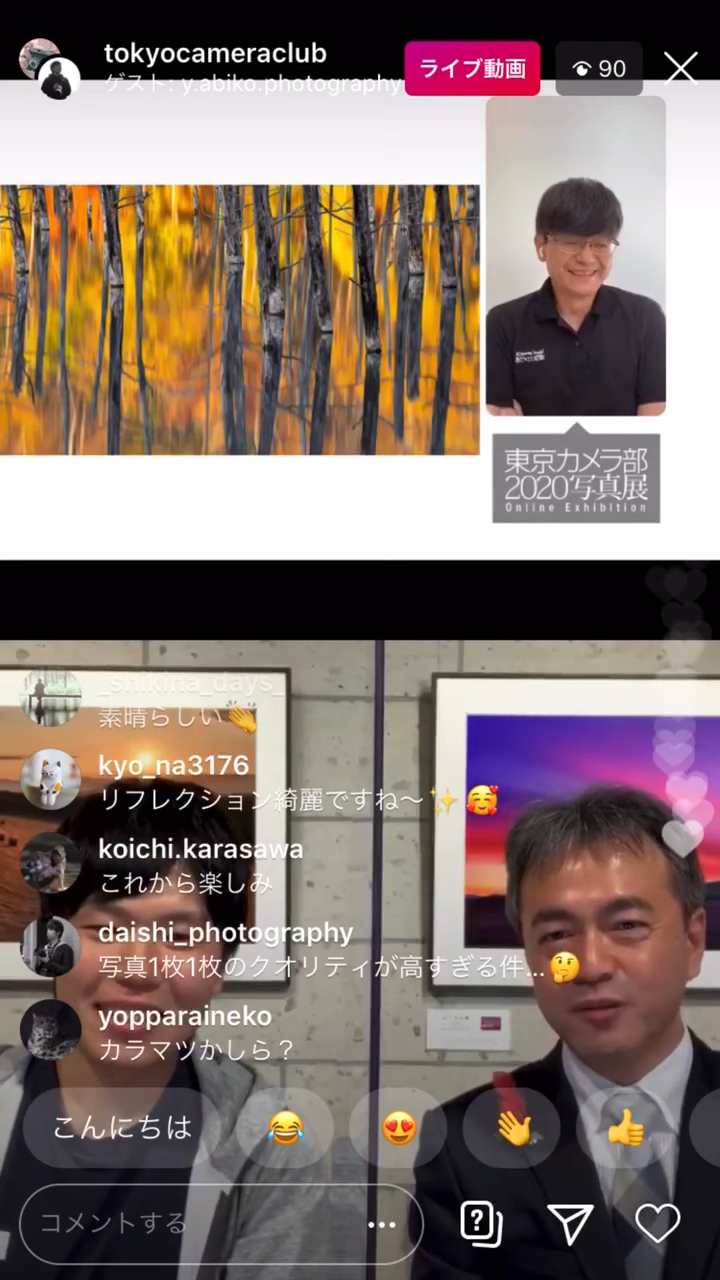 tokyocameraclub
ゲスト: y.abiko.photography
ライブ動画
90
東京カメラ部
2020写真展
Online Exhibition
_shikina_days_
素晴らしい👏
kyo_na3176
リフレクション綺麗ですね〜✨🥰
koichi.karasawa
これから楽しみ
daishi_photography
写真1枚1枚のクオリティが高すぎる件...🤔
yopparaineko
カラマツかしら？
こんにちは
😂
😍
👋
👍
コメントする